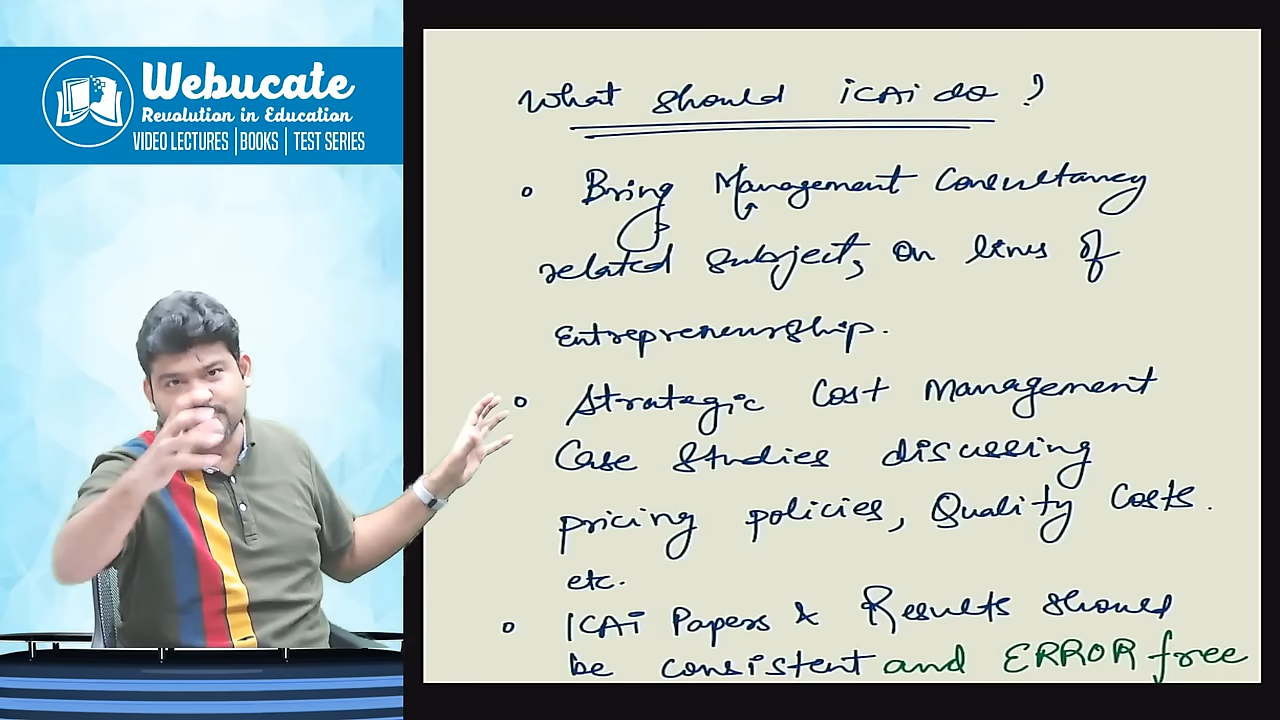 Webucate
Revolution in Education
VIDEO LECTURES | BOOKS | TEST SERIES
What should iCAi do ?
• Bring Management Consultancy
related subject, on lines of
Entrepreneurship.
• Strategic Cost Management
Case Studies discussing
pricing policies, Quality Costs.
etc.
• ICAI Papers & Results should
be consistent and ERROR free